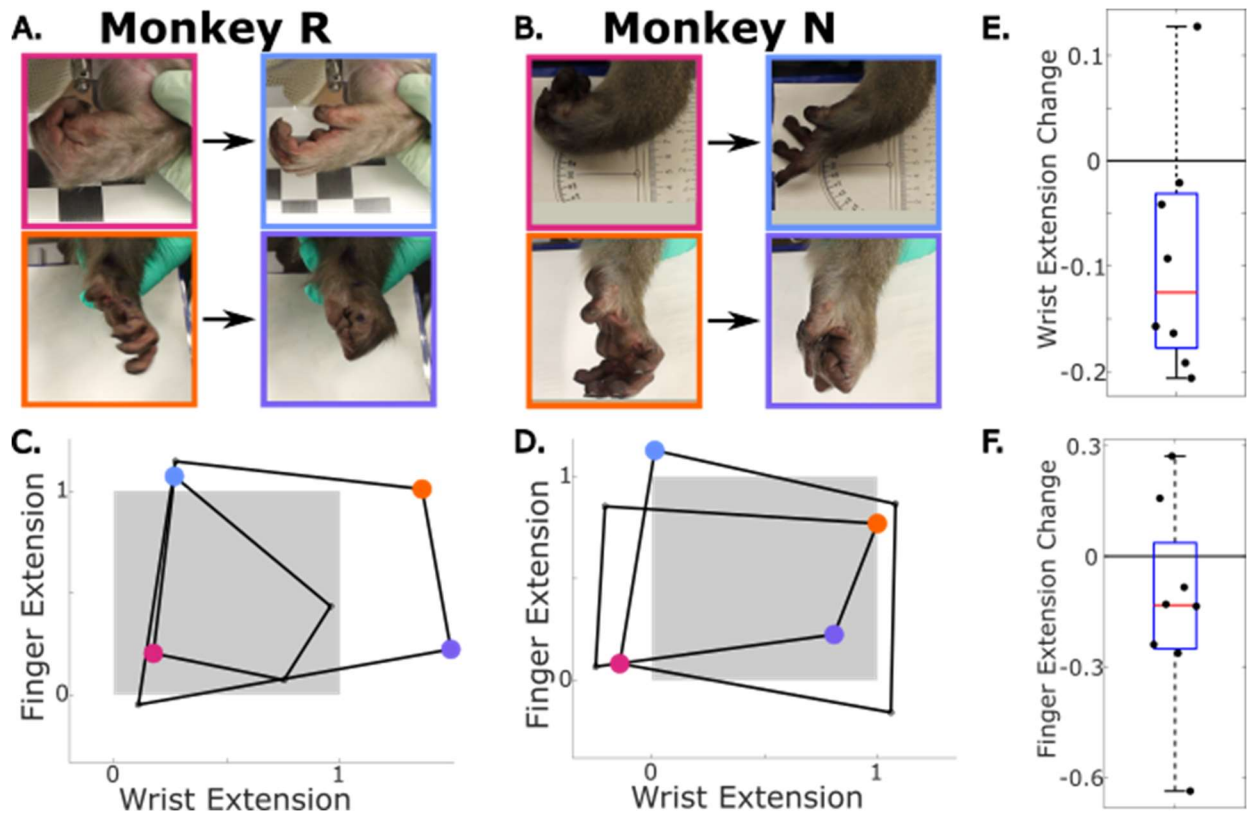 A.
Monkey R
B.
Monkey N
C.
1
Finger Extension
0
0
1
Wrist Extension
D.
1
Finger Extension
0
0
1
Wrist Extension
E.
Wrist Extension Change
0.1
0
-0.1
-0.2
F.
Finger Extension Change
0.3
0
-0.3
-0.6